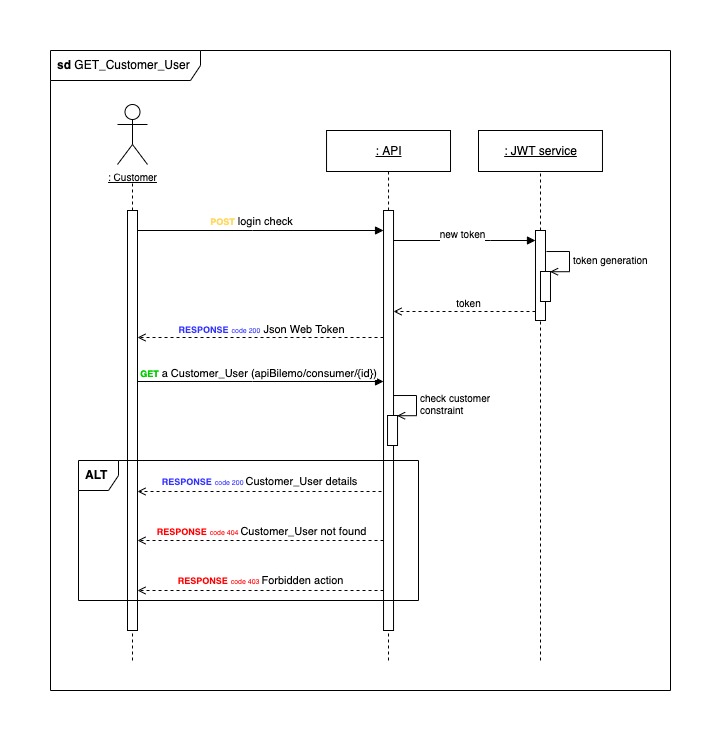 sd GET_Customer_User
: Customer
: API
: JWT service
POST login check
new token
token generation
token
RESPONSE code 200 Json Web Token
GET a Customer_User (apiBilemo/consumer/{id})
check customer
constraint
ALT
RESPONSE code 200 Customer_User details
RESPONSE code 404 Customer_User not found
RESPONSE code 403 Forbidden action